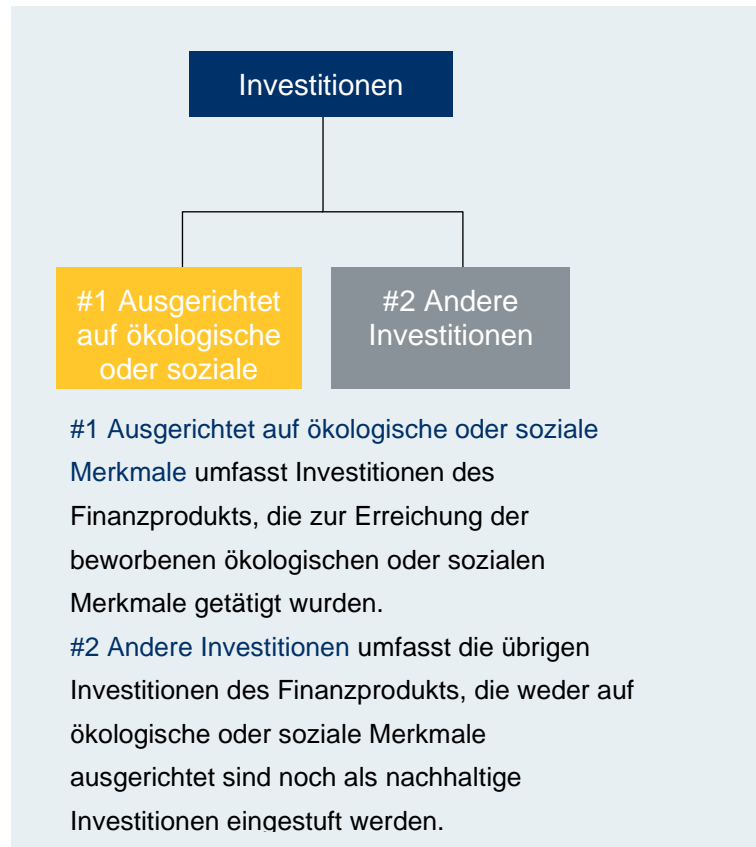 Investitionen
#1 Ausgerichtet
auf ökologische
oder soziale
#2 Andere
Investitionen
#1 Ausgerichtet auf ökologische oder soziale
Merkmale umfasst Investitionen des
Finanzprodukts, die zur Erreichung der
beworbenen ökologischen oder sozialen
Merkmale getätigt wurden.
#2 Andere Investitionen umfasst die übrigen
Investitionen des Finanzprodukts, die weder auf
ökologische oder soziale Merkmale
ausgerichtet sind noch als nachhaltige
Investitionen eingestuft werden.